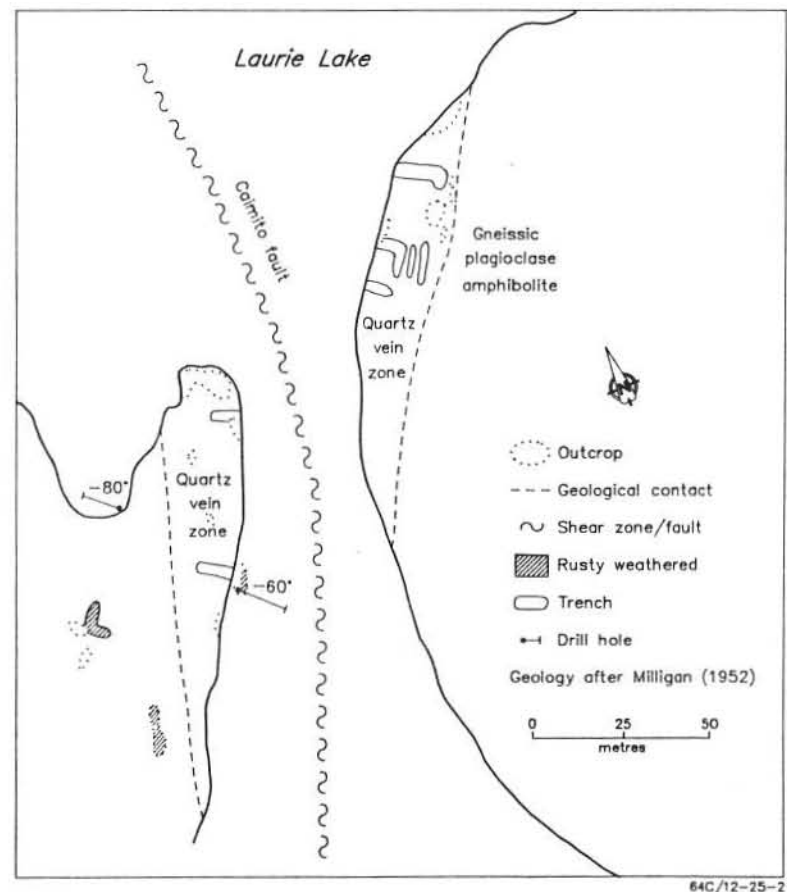 Laurie Lake
Caimito fault
Gneissic
plagioclase
amphibolite
Quartz
vein
zone
-80°
Quartz
vein
zone
-60°
Outcrop
Geological contact
Shear zone/fault
Rusty weathered
Trench
Drill hole
Geology after Milligan (1952)
0 25 50
metres
64C/12-25-2